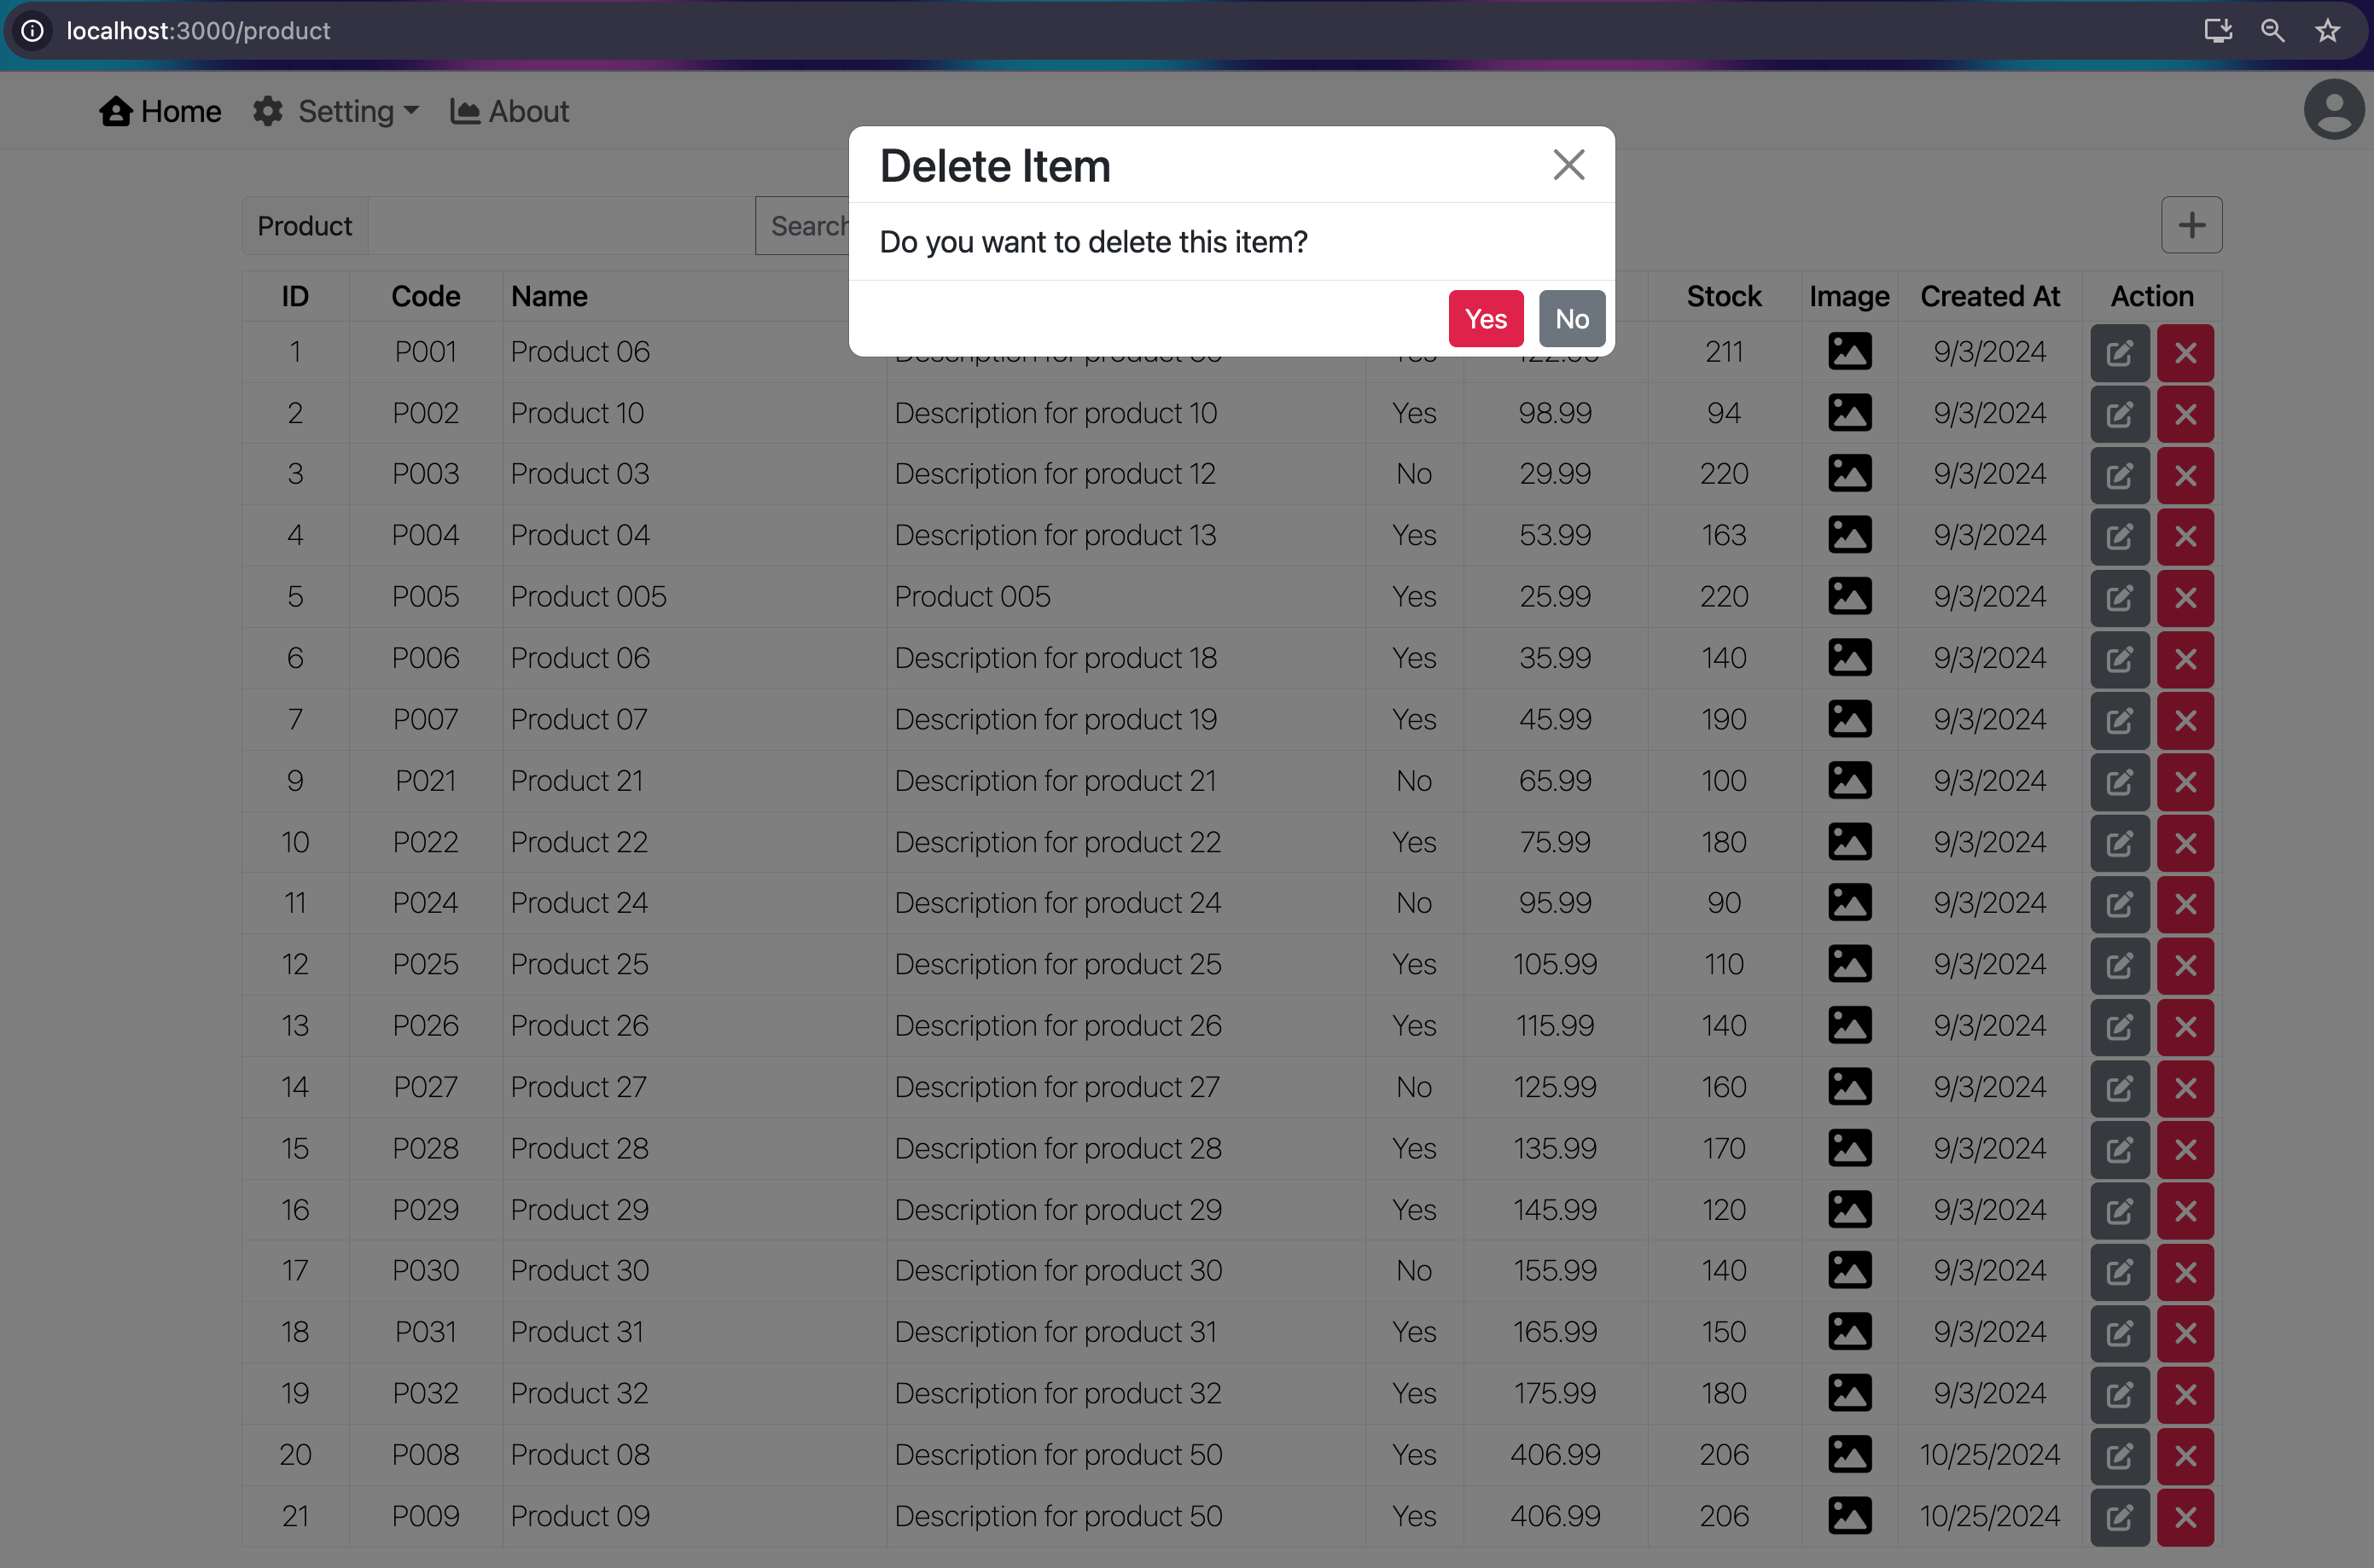 localhost:3000/product
Home Setting About
Delete Item
Do you want to delete this item?
Yes No
Product Search
ID Code Name Stock Image Created At Action
1 P001 Product 06 211 9/3/2024
2 P002 Product 10 Description for product 10 Yes 98.99 94 9/3/2024
3 P003 Product 03 Description for product 12 No 29.99 220 9/3/2024
4 P004 Product 04 Description for product 13 Yes 53.99 163 9/3/2024
5 P005 Product 005 Product 005 Yes 25.99 220 9/3/2024
6 P006 Product 06 Description for product 18 Yes 35.99 140 9/3/2024
7 P007 Product 07 Description for product 19 Yes 45.99 190 9/3/2024
9 P021 Product 21 Description for product 21 No 65.99 100 9/3/2024
10 P022 Product 22 Description for product 22 Yes 75.99 180 9/3/2024
11 P024 Product 24 Description for product 24 No 95.99 90 9/3/2024
12 P025 Product 25 Description for product 25 Yes 105.99 110 9/3/2024
13 P026 Product 26 Description for product 26 Yes 115.99 140 9/3/2024
14 P027 Product 27 Description for product 27 No 125.99 160 9/3/2024
15 P028 Product 28 Description for product 28 Yes 135.99 170 9/3/2024
16 P029 Product 29 Description for product 29 Yes 145.99 120 9/3/2024
17 P030 Product 30 Description for product 30 No 155.99 140 9/3/2024
18 P031 Product 31 Description for product 31 Yes 165.99 150 9/3/2024
19 P032 Product 32 Description for product 32 Yes 175.99 180 9/3/2024
20 P008 Product 08 Description for product 50 Yes 406.99 206 10/25/2024
21 P009 Product 09 Description for product 50 Yes 406.99 206 10/25/2024